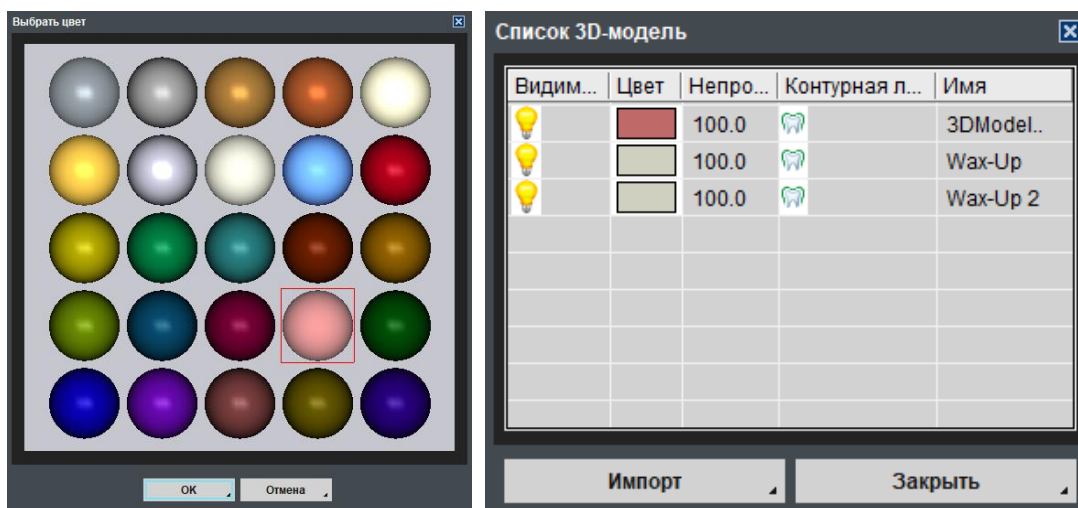 Выбрать цвет
OK
Отмена
Список 3D-модель
Видим... Цвет Непро... Контурная л... Имя
100.0 3DModel..
100.0 Wax-Up
100.0 Wax-Up 2
Импорт
Закрыть